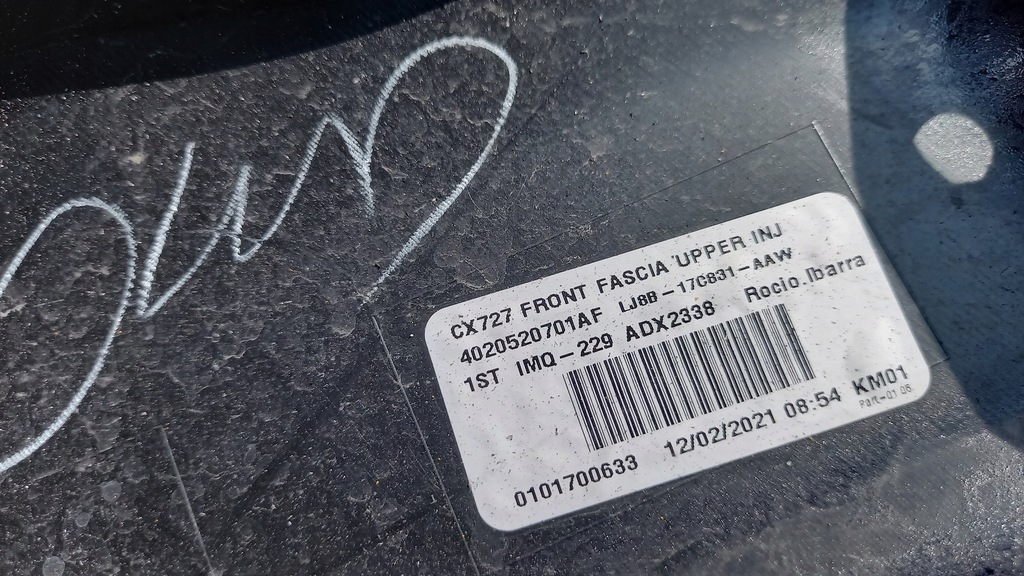 CX727 FRONT FASCIA UPPER INJ
4020520701AF LJ8B-17C831-AAW
1ST IMQ-229 ADX2338 Rocio.Ibarra
0101700633 12/02/2021 08:54 KM01